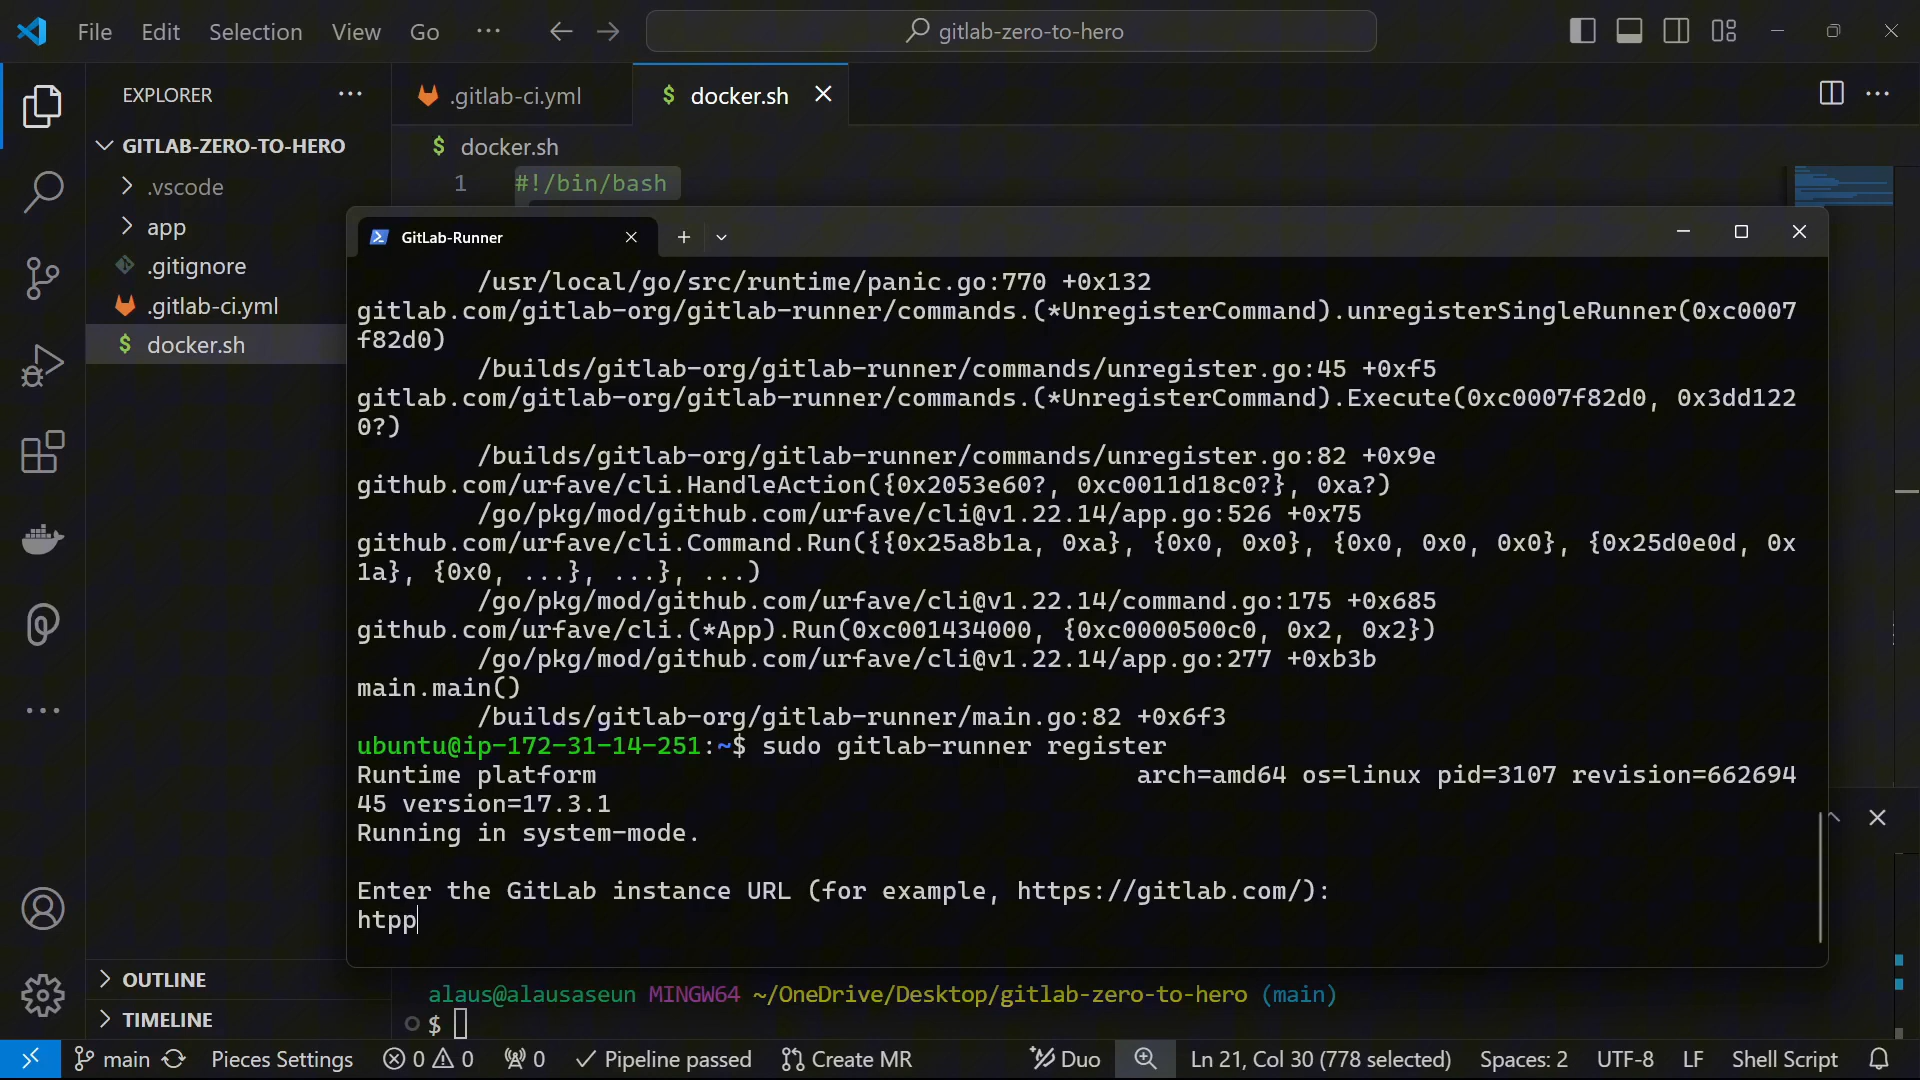 File Edit Selection View Go ··· gitlab-zero-to-hero
EXPLORER ···
.gitlab-ci.yml
$ docker.sh
GITLAB-ZERO-TO-HERO
$ docker.sh
1 #!/bin/bash
.vscode
app
.gitignore
.gitlab-ci.yml
$ docker.sh
GitLab-Runner
/usr/local/go/src/runtime/panic.go:770 +0x132
gitlab.com/gitlab-org/gitlab-runner/commands.(*UnregisterCommand).unregisterSingleRunner(0xc0007
f82d0)
/builds/gitlab-org/gitlab-runner/commands/unregister.go:45 +0xf5
gitlab.com/gitlab-org/gitlab-runner/commands.(*UnregisterCommand).Execute(0xc0007f82d0, 0x3dd122
0?)
/builds/gitlab-org/gitlab-runner/commands/unregister.go:82 +0x9e
github.com/urfave/cli.HandleAction({0x2053e60?, 0xc0011d18c0?}, 0xa?)
/go/pkg/mod/github.com/urfave/cli@v1.22.14/app.go:526 +0x75
github.com/urfave/cli.Command.Run({{0x25a8b1a, 0xa}, {0x0, 0x0}, {0x0, 0x0, 0x0}, {0x25d0e0d, 0x
1a}, {0x0, ...}, ...}, ...)
/go/pkg/mod/github.com/urfave/cli@v1.22.14/command.go:175 +0x685
github.com/urfave/cli.(*App).Run(0xc001434000, {0xc0000500c0, 0x2, 0x2})
/go/pkg/mod/github.com/urfave/cli@v1.22.14/app.go:277 +0xb3b
main.main()
/builds/gitlab-org/gitlab-runner/main.go:82 +0x6f3
ubuntu@ip-172-31-14-251:~$ sudo gitlab-runner register
Runtime platform arch=amd64 os=linux pid=3107 revision=662694
45 version=17.3.1
Running in system-mode.
Enter the GitLab instance URL (for example, https://gitlab.com/):
htpp
OUTLINE
TIMELINE
alaus@alausaseun MINGW64 ~/OneDrive/Desktop/gitlab-zero-to-hero (main)
$
main Pieces Settings 0 0 0 Pipeline passed Create MR Duo Ln 21, Col 30 (778 selected) Spaces: 2 UTF-8 LF Shell Script